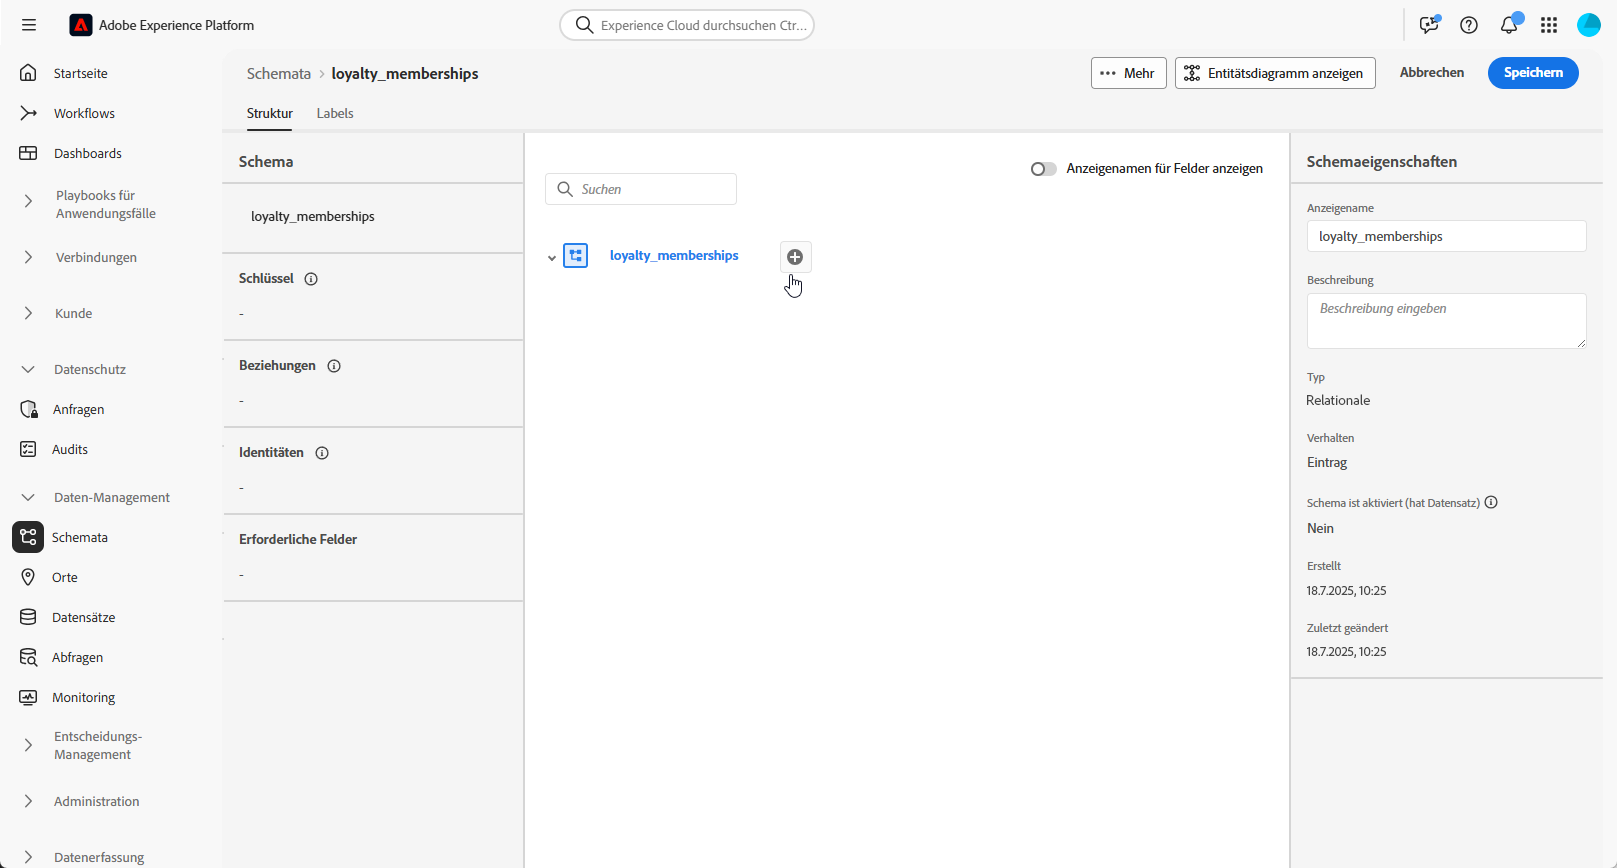 Adobe Experience Platform
Experience Cloud durchsuchen Ctr...
Startseite
Workflows
Dashboards
Playbooks für
Anwendungsfälle
Verbindungen
Kunde
Datenschutz
Anfragen
Audits
Daten-Management
Schemata
Orte
Datensätze
Abfragen
Monitoring
Entscheidungs-
Management
Administration
Datenerfassung
Schemata › loyalty_memberships
Mehr
Entitätsdiagramm anzeigen
Abbrechen
Speichern
Struktur
Labels
Schema
loyalty_memberships
Schlüssel
-
Beziehungen
-
Identitäten
-
Erforderliche Felder
-
Anzeigenamen für Felder anzeigen
Suchen
loyalty_memberships
Schemaeigenschaften
Anzeigename
loyalty_memberships
Beschreibung
Beschreibung eingeben
Typ
Relationale
Verhalten
Eintrag
Schema ist aktiviert (hat Datensatz)
Nein
Erstellt
18.7.2025, 10:25
Zuletzt geändert
18.7.2025, 10:25